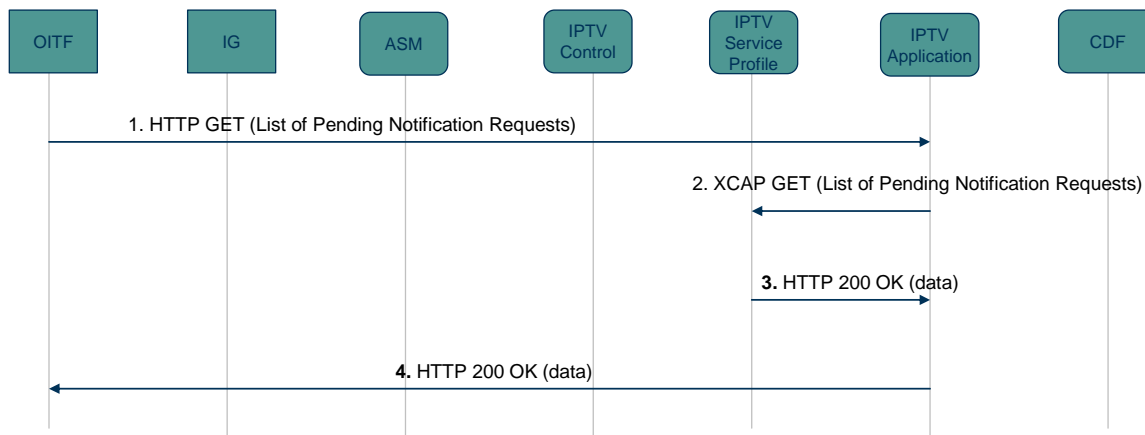 OITF
IG
ASM
IPTV
Control
IPTV
Service
Profile
IPTV
Application
CDF
1. HTTP GET (List of Pending Notification Requests)
2. XCAP GET (List of Pending Notification Requests)
3. HTTP 200 OK (data)
4. HTTP 200 OK (data)